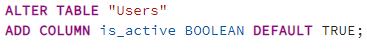 ALTER TABLE "Users"
ADD COLUMN is_active BOOLEAN DEFAULT TRUE;